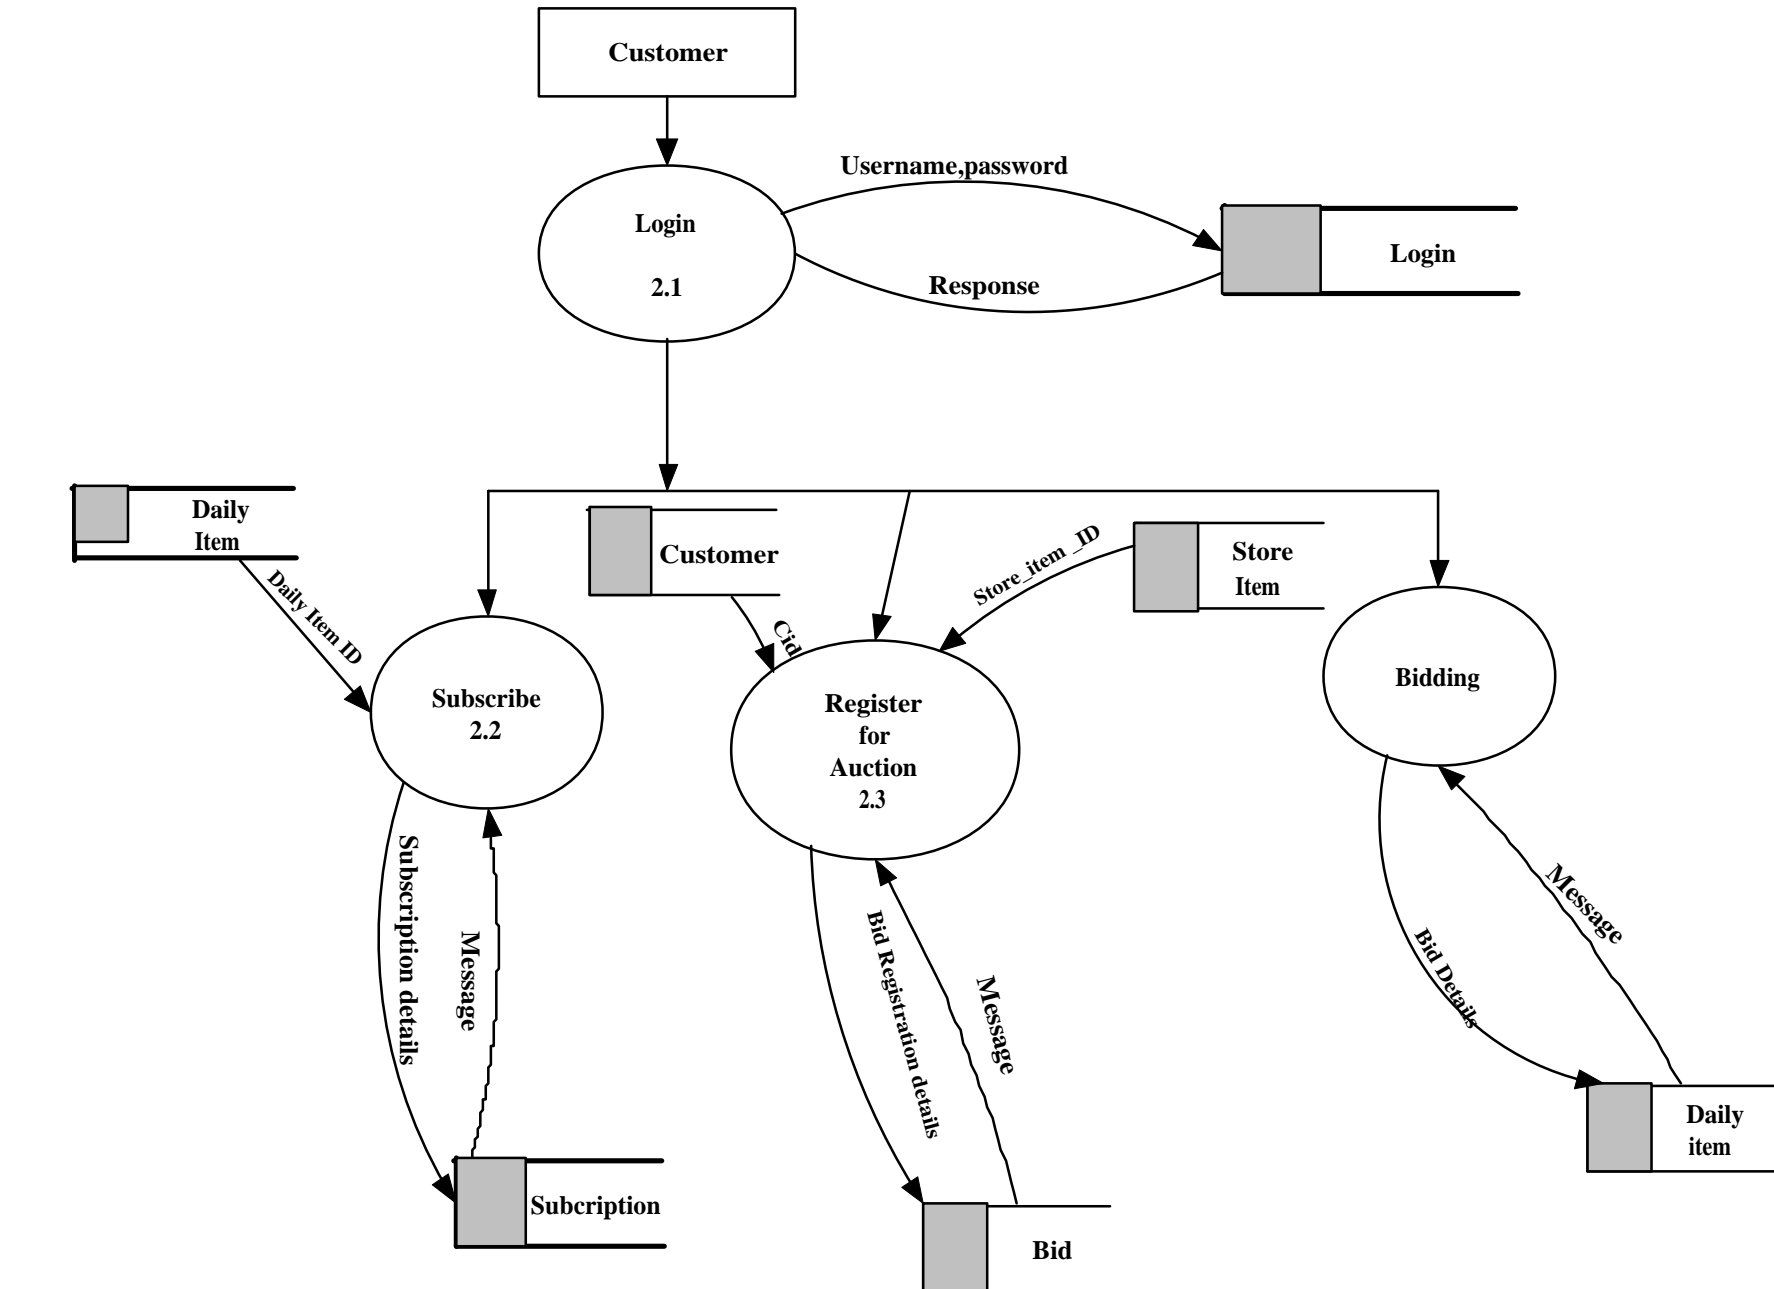 Customer
Username,password
Login
2.1
Login
Response
Daily
Item
Customer
Store_item _ID
Store
Item
Daily Item ID
Cid
Subscribe
2.2
Register
for
Auction
2.3
Bidding
Subscription details
Message
Bid Registration details
Message
Bid Details
Message
Daily
item
Subcription
Bid